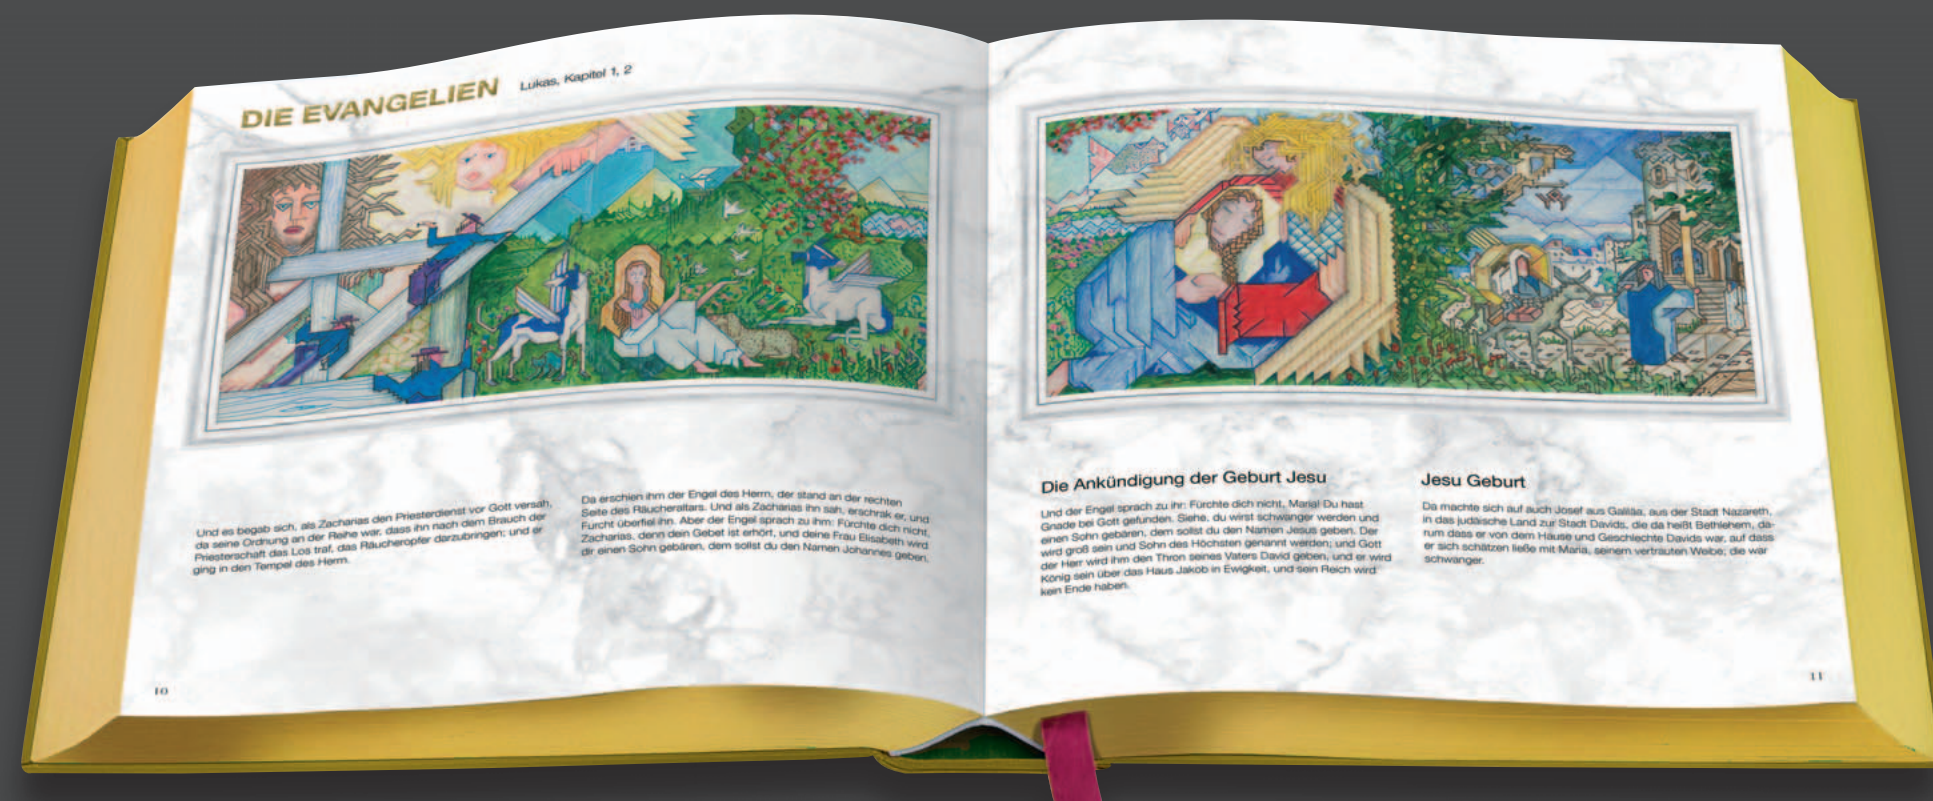 DIE EVANGELIEN Lukas, Kapitel 1, 2
Und es begab sich, als Zacharias den Priesterdienst vor Gott versah,
da seine Ordnung an der Reihe war, dass ihn nach dem Brauch der
Priesterschaft das Los traf, das Räucheropfer darzubringen; und er
ging in den Tempel des Herrn.
Da erschien ihm der Engel des Herrn, der stand an der rechten
Seite des Räucheraltars. Und als Zacharias ihn sah, erschrak er, und
Furcht überfiel ihn. Aber der Engel sprach zu ihm: Fürchte dich nicht,
Zacharias, denn dein Gebet ist erhört, und deine Frau Elisabeth wird
dir einen Sohn gebären, dem sollst du den Namen Johannes geben.
10
Die Ankündigung der Geburt Jesu
Und der Engel sprach zu ihr: Fürchte dich nicht, Maria! Du hast
Gnade bei Gott gefunden. Siehe, du wirst schwanger werden und
einen Sohn gebären, dem sollst du den Namen Jesus geben. Der
wird groß sein und Sohn des Höchsten genannt werden; und Gott
der Herr wird ihm den Thron seines Vaters David geben, und er wird
König sein über das Haus Jakob in Ewigkeit, und sein Reich wird
kein Ende haben.
Jesu Geburt
Da machte sich auf auch Josef aus Galiläa, aus der Stadt Nazareth,
in das judäische Land zur Stadt Davids, die da heißt Bethlehem, da-
rum dass er von dem Hause und Geschlechte Davids war, auf dass
er sich schätzen ließe mit Maria, seinem vertrauten Weibe; die war
schwanger.
11